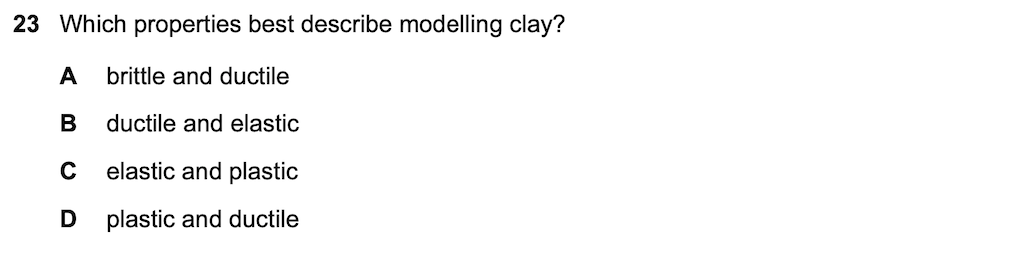 23 Which properties best describe modelling clay?
A brittle and ductile
B ductile and elastic
C elastic and plastic
D plastic and ductile